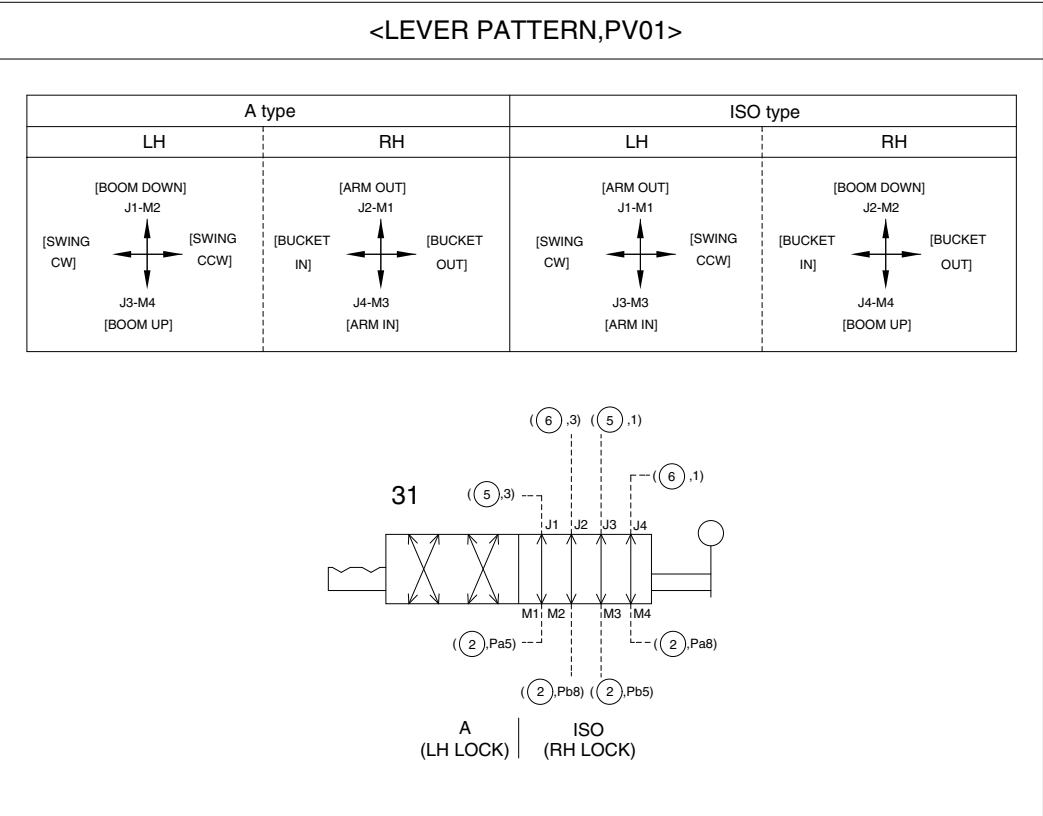 <LEVER PATTERN,PV01>
A type ISO type
LH RH LH RH
[BOOM DOWN] [ARM OUT] [ARM OUT] [BOOM DOWN]
J1-M2 J2-M1 J1-M1 J2-M2
[SWING [SWING [BUCKET [BUCKET [SWING [SWING [BUCKET [BUCKET
CW] CCW] IN] OUT] CW] CCW] IN] OUT]
J3-M4 J4-M3 J3-M3 J4-M4
[BOOM UP] [ARM IN] [ARM IN] [BOOM UP]
(6,3) (5,1)
(6,1)
31 (5,3)
J1 J2 J3 J4
M1 M2 M3 M4
(2,Pa5) (2,Pa8)
(2,Pb8) (2,Pb5)
A ISO
(LH LOCK) (RH LOCK)